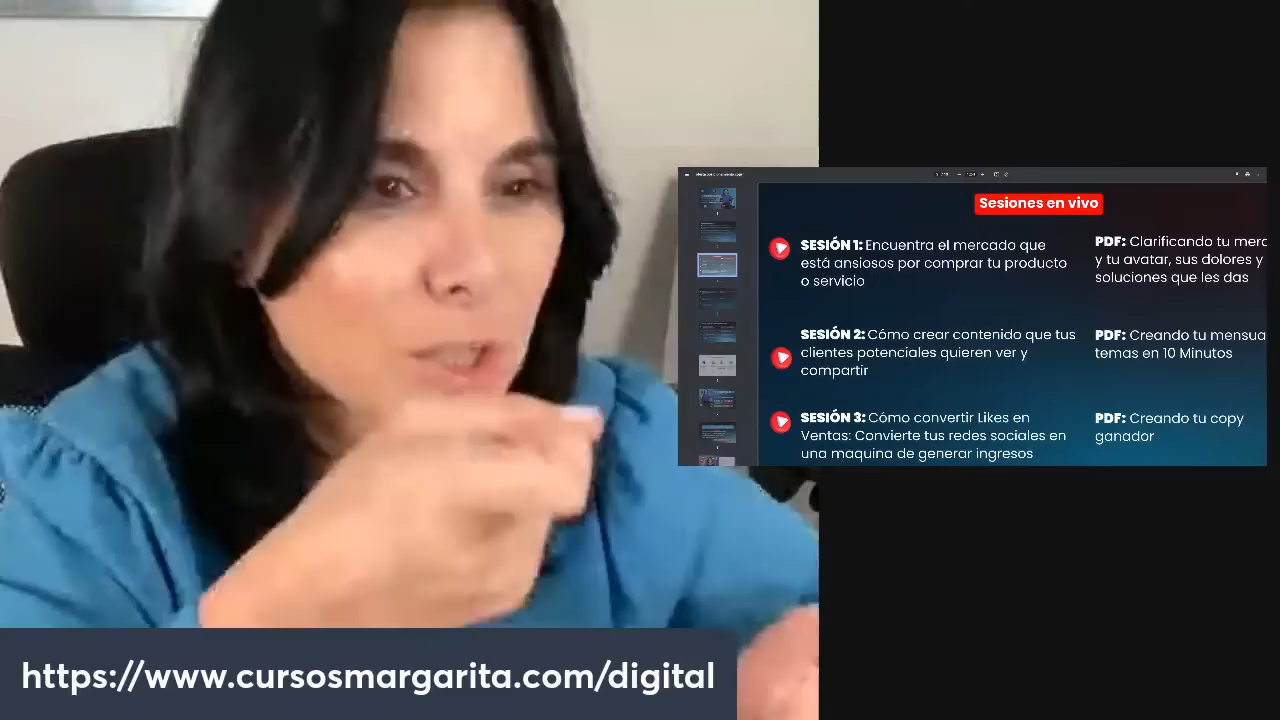 Sesiones en vivo
SESIÓN 1: Encuentra el mercado que
está ansiosos por comprar tu producto
o servicio
PDF: Clarificando tu merc
y tu avatar, sus dolores y
soluciones que les das
SESIÓN 2: Cómo crear contenido que tus
clientes potenciales quieren ver y
compartir
PDF: Creando tu mensua
temas en 10 Minutos
SESIÓN 3: Cómo convertir Likes en
Ventas: Convierte tus redes sociales en
una maquina de generar ingresos
PDF: Creando tu copy
ganador
https://www.cursosmargarita.com/digital